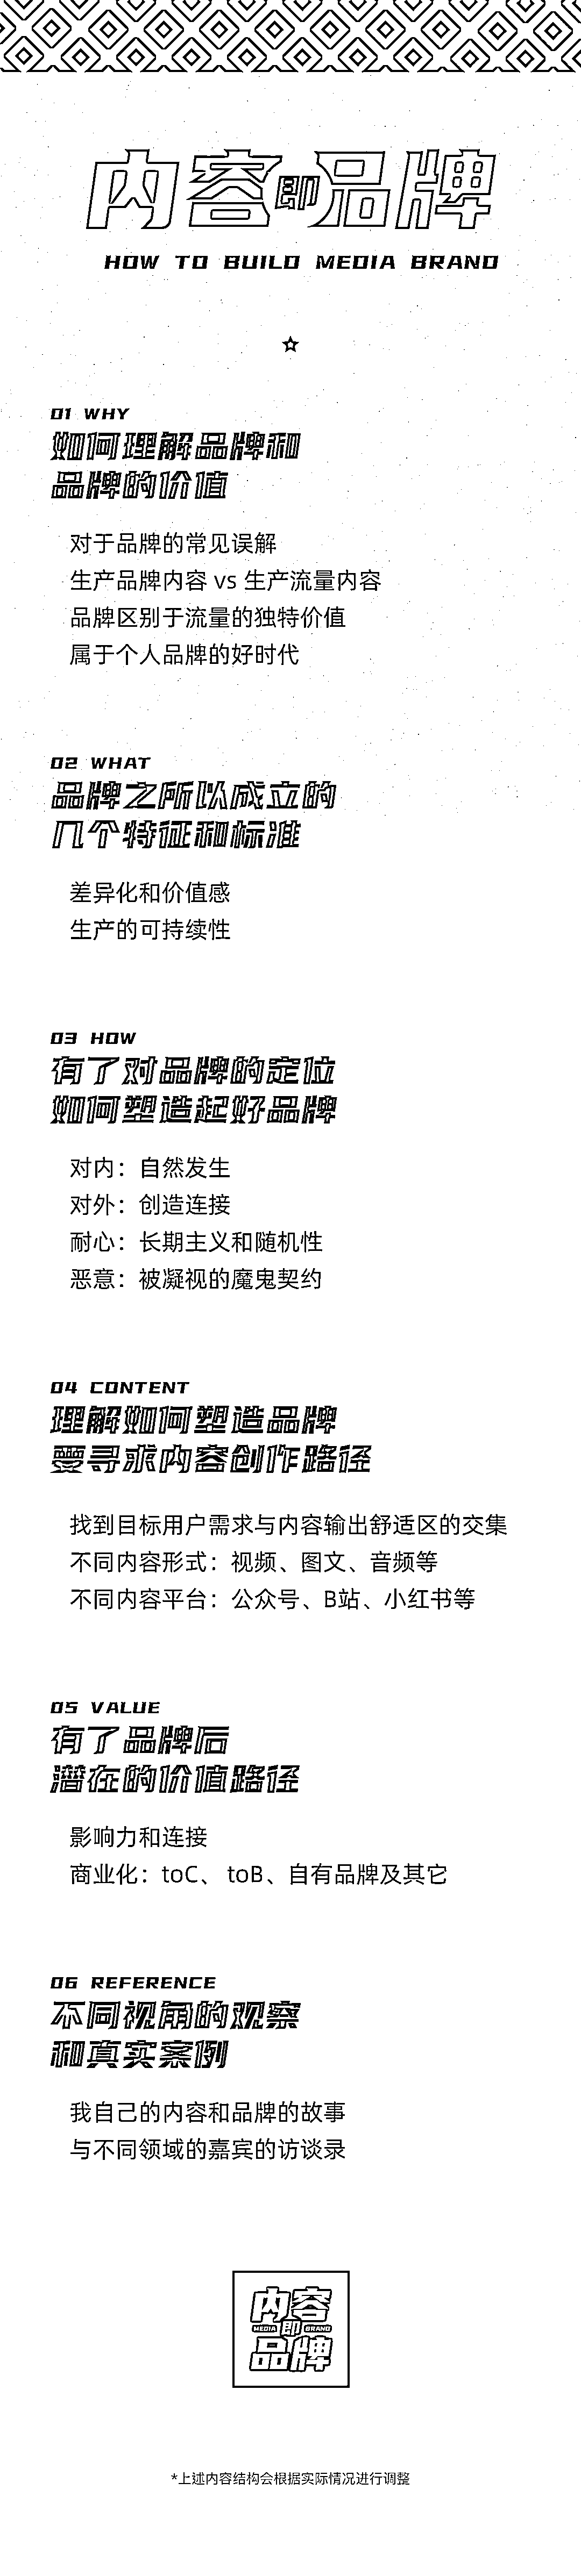 内容即品牌
HOW TO BUILD MEDIA BRAND
01 WHY
如何理解品牌和
品牌的价值
对于品牌的常见误解
生产品牌内容 vs 生产流量内容
品牌区别于流量的独特价值
属于个人品牌的好时代
02 WHAT
品牌之所以成立的
几个特征和标准
差异化和价值感
生产的可持续性
03 HOW
有了对品牌的定位
如何塑造起好品牌
对内：自然发生
对外：创造连接
耐心：长期主义和随机性
恶意：被凝视的魔鬼契约
04 CONTENT
理解如何塑造品牌
要寻求内容创作路径
找到目标用户需求与内容输出舒适区的交集
不同内容形式：视频、图文、音频等
不同内容平台：公众号、B站、小红书等
05 VALUE
有了品牌后
潜在的价值路径
影响力和连接
商业化：toC、toB、自有品牌及其它
06 REFERENCE
不同视角的观察
和真实案例
我自己的内容和品牌的故事
与不同领域的嘉宾的访谈录
内容
MEDIA 即 BRAND
品牌
*上述内容结构会根据实际情况进行调整